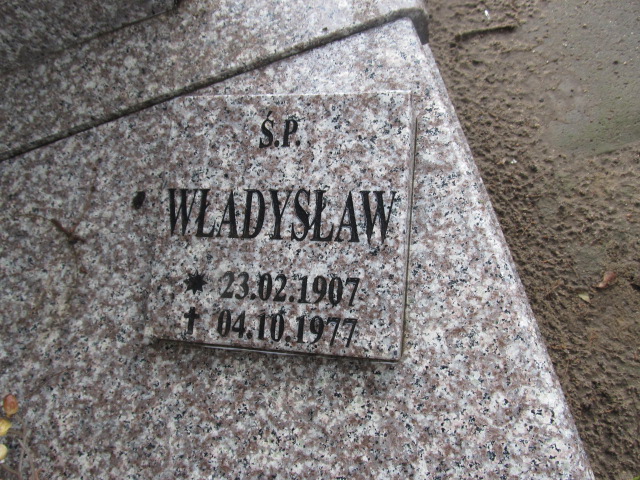 Ś.P.
WŁADYSŁAW
* 23.02.1907
† 04.10.1977